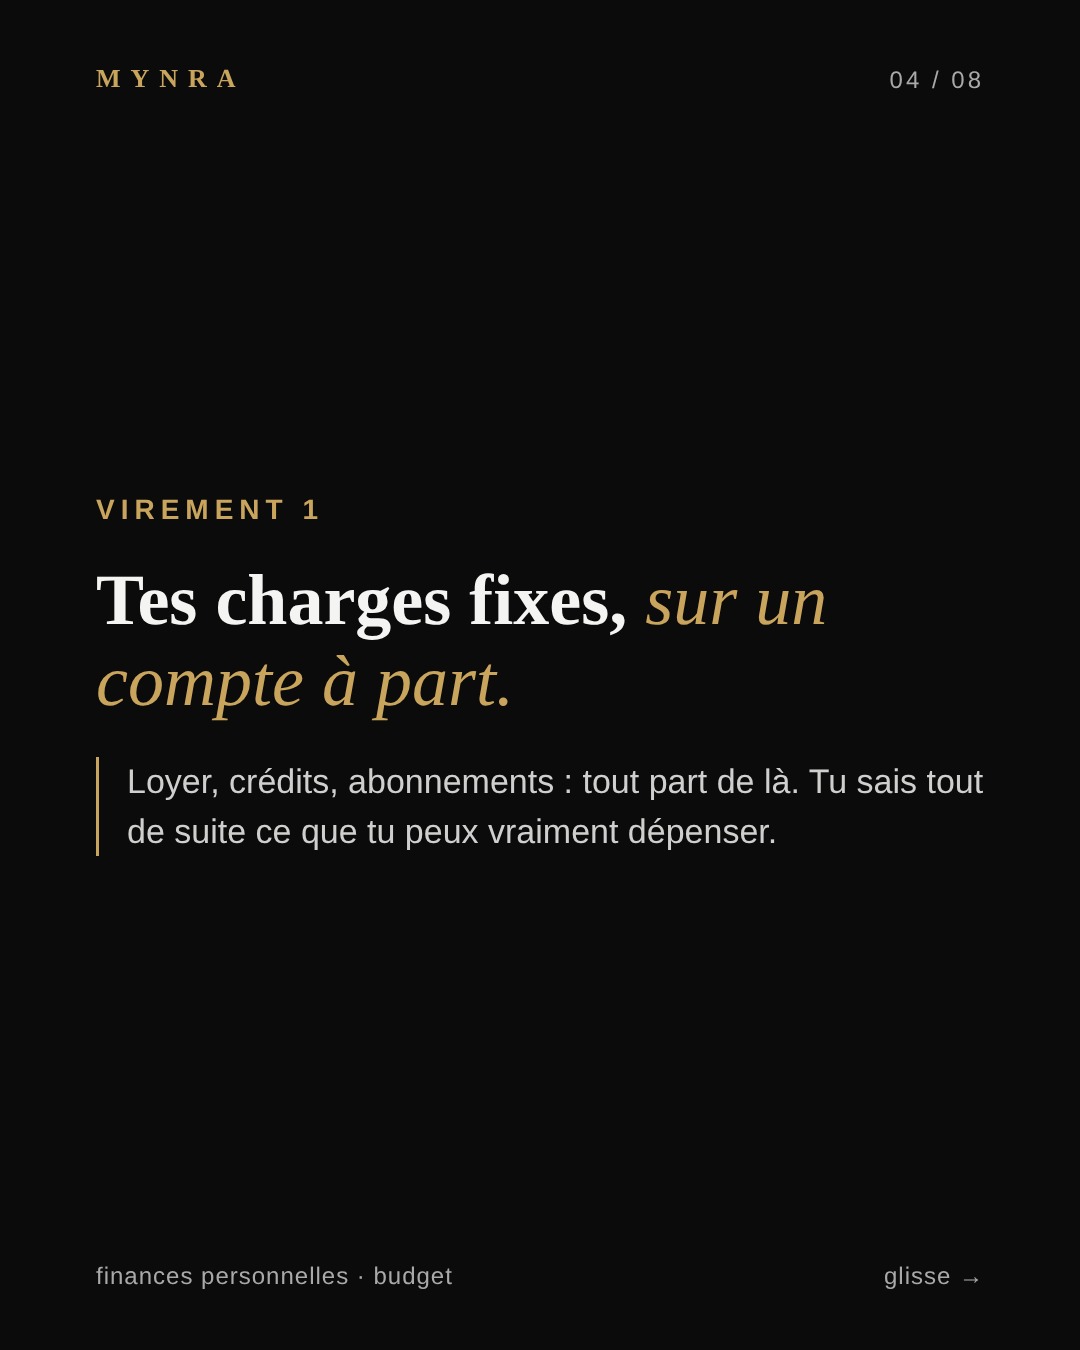 MYNRA
04 / 08
VIREMENT 1
Tes charges fixes, sur un
compte à part.
Loyer, crédits, abonnements : tout part de là. Tu sais tout
de suite ce que tu peux vraiment dépenser.
finances personnelles · budget
glisse →